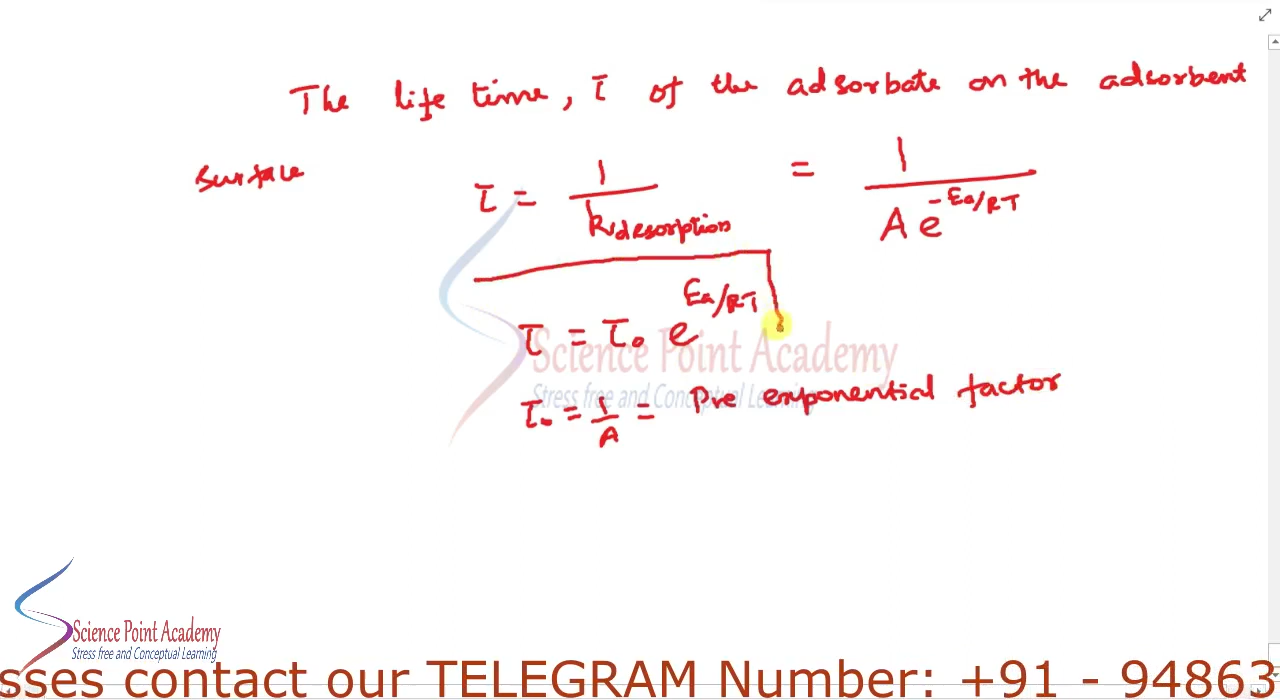 The life time, τ of the adsorbate on the adsorbent
surface
τ = 1 / k desorption = 1 / A e^-Ea/RT
τ = τ₀ e^Ea/RT
τ₀ = 1/A = Pre exponential factor
Science Point Academy
Stress free and Conceptual Learning
Science Point Academy
Stress free and Conceptual Learning
sses contact our TELEGRAM Number: +91 - 94863